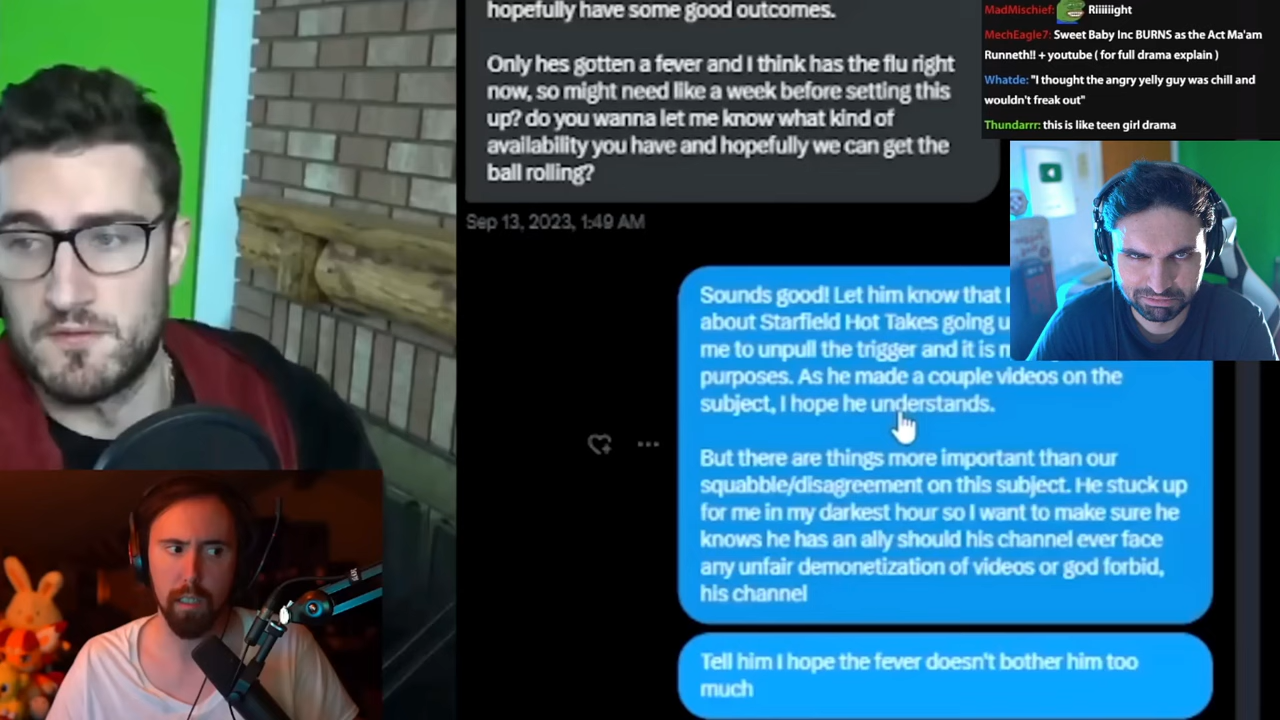 hopefully have some good outcomes.
Only hes gotten a fever and I think has the flu right
now, so might need like a week before setting this
up? do you wanna let me know what kind of
availability you have and hopefully we can get the
ball rolling?
Sep 13, 2023, 1:49 AM
Sounds good! Let him know that
about Starfield Hot Takes going
me to unpull the trigger and it is
purposes. As he made a couple videos on the
subject, I hope he understands.
But there are things more important than our
squabble/disagreement on this subject. He stuck up
for me in my darkest hour so I want to make sure he
knows he has an ally should his channel ever face
any unfair demonetization of videos or god forbid,
his channel
Tell him I hope the fever doesn't bother him too
much
MadMischief: Riiiiiight
MechEagle7: Sweet Baby Inc BURNS as the Act Ma'am
Runneth!! + youtube ( for full drama explain )
Whatde: "I thought the angry yelly guy was chill and
wouldn't freak out"
Thundarrr: this is like teen girl drama